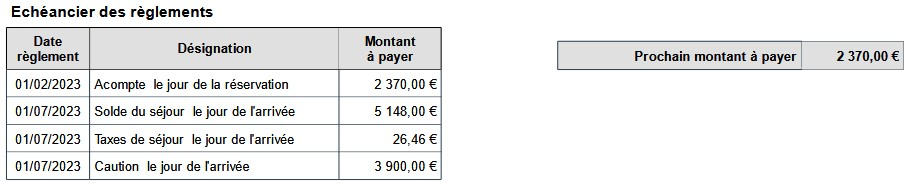 Echéancier des règlements
Date règlement Désignation Montant à payer
01/02/2023 Acompte le jour de la réservation 2 370,00 €
01/07/2023 Solde du séjour le jour de l'arrivée 5 148,00 €
01/07/2023 Taxes de séjour le jour de l'arrivée 26,46 €
01/07/2023 Caution le jour de l'arrivée 3 900,00 €
Prochain montant à payer 2 370,00 €